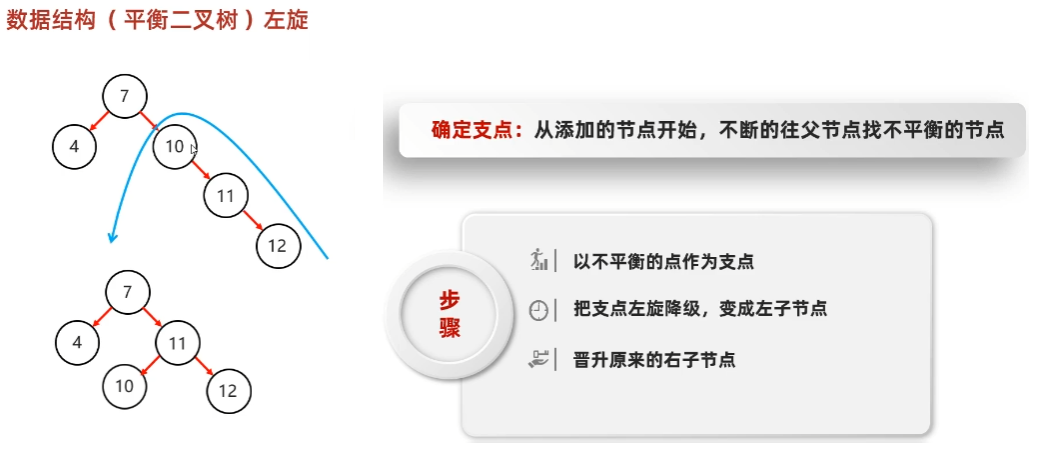 数据结构（平衡二叉树）左旋
7
4
10
11
12
7
4
11
10
12
确定支点：从添加的节点开始，不断的往父节点找不平衡的节点
步
骤
以不平衡的点作为支点
把支点左旋降级，变成左子节点
晋升原来的右子节点